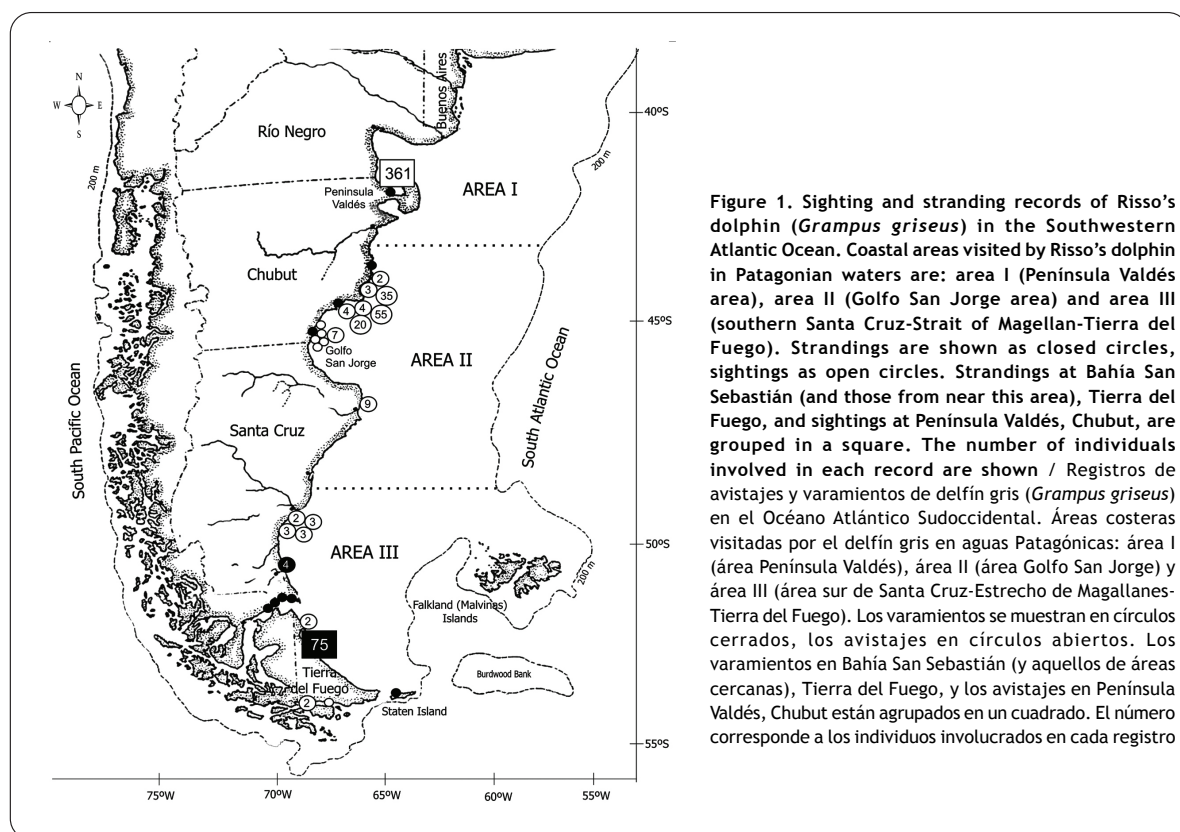 N
W
E
S
200 m
Buenos Aires
40ºS
Río Negro
361
AREA I
Peninsula
Valdés
Chubut
2
3
35
4
4
55
20
7
45ºS
Golfo
San Jorge
AREA II
South Pacific Ocean
South Atlantic Ocean
9
Santa Cruz
2
3
3
3
AREA III
50ºS
4
200 m
Falkland (Malvinas)
Islands
2
75
Tierra
del Fuego
Burdwood Bank
2
Staten Island
55ºS
75ºW
70ºW
65ºW
60ºW
55ºW
Figure 1. Sighting and stranding records of Risso’s
dolphin (Grampus griseus) in the Southwestern
Atlantic Ocean. Coastal areas visited by Risso’s dolphin
in Patagonian waters are: area I (Península Valdés
area), area II (Golfo San Jorge area) and area III
(southern Santa Cruz-Strait of Magellan-Tierra del
Fuego). Strandings are shown as closed circles,
sightings as open circles. Strandings at Bahía San
Sebastián (and those from near this area), Tierra del
Fuego, and sightings at Península Valdés, Chubut, are
grouped in a square. The number of individuals
involved in each record are shown / Registros de
avistajes y varamientos de delfín gris (Grampus griseus)
en el Océano Atlántico Sudoccidental. Áreas costeras
visitadas por el delfín gris en aguas Patagónicas: área I
(área Península Valdés), área II (área Golfo San Jorge) y
área III (área sur de Santa Cruz-Estrecho de Magallanes-
Tierra del Fuego). Los varamientos se muestran en círculos
cerrados, los avistajes en círculos abiertos. Los
varamientos en Bahía San Sebastián (y aquellos de áreas
cercanas), Tierra del Fuego, y los avistajes en Península
Valdés, Chubut están agrupados en un cuadrado. El número
corresponde a los individuos involucrados en cada registro